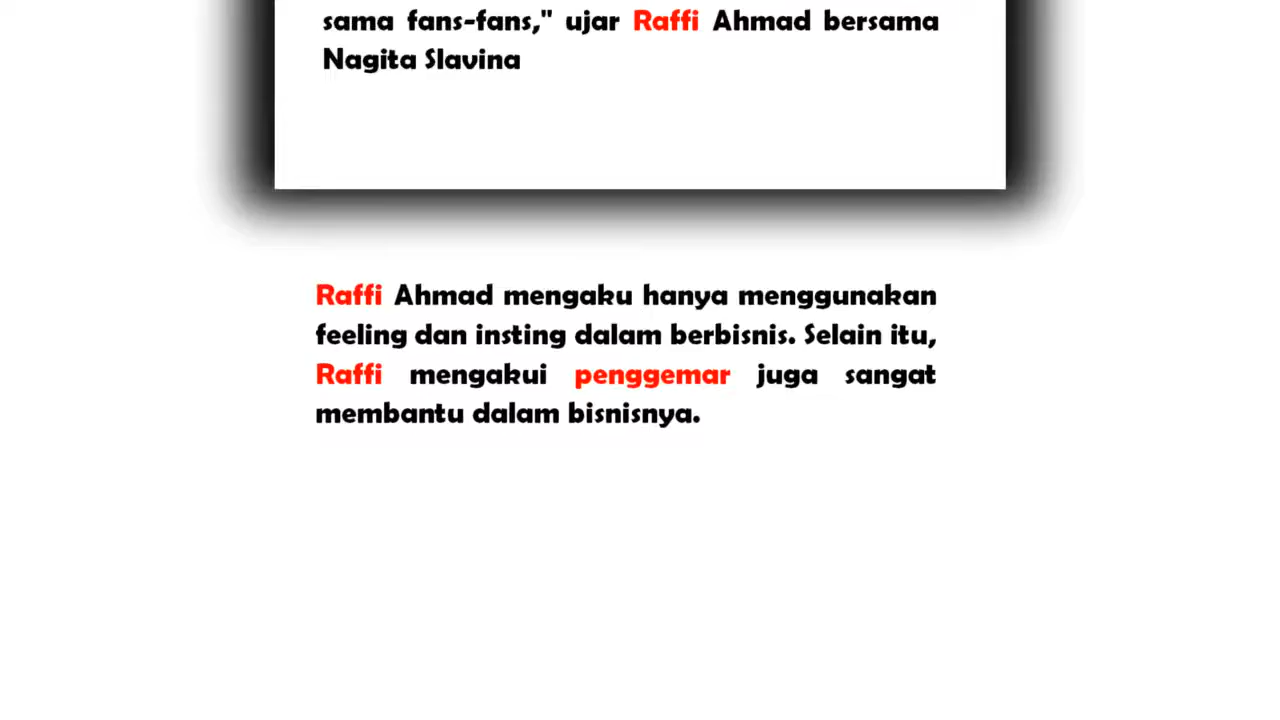 sama fans-fans," ujar Raffi Ahmad bersama
Nagita Slavina
Raffi Ahmad mengaku hanya menggunakan
feeling dan insting dalam berbisnis. Selain itu,
Raffi mengakui penggemar juga sangat
membantu dalam bisnisnya.